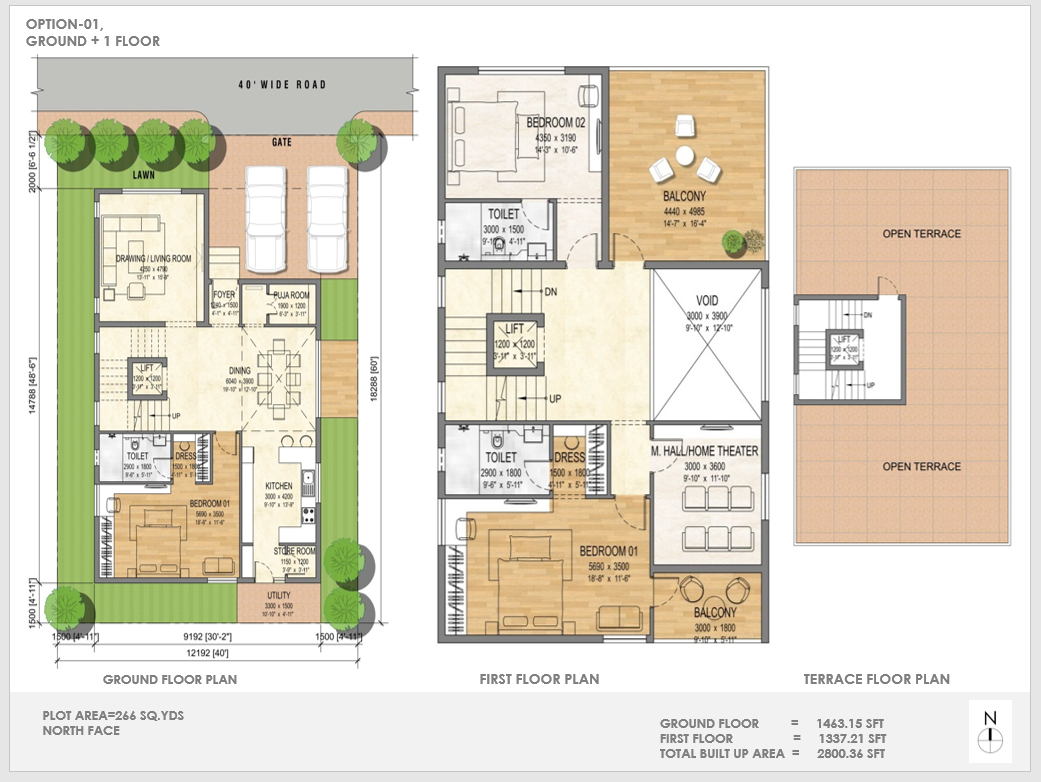 OPTION-01,
GROUND + 1 FLOOR
40' WIDE ROAD
GATE
LAWN
2000 [6'-6 1/2"]
14788 [48'-6"]
1500 [4'-11"]
18288 [60']
DRAWING / LIVING ROOM
4250 x 4790
13'-11" x 15'-8"
FOYER
1240 x 1500
4'-1" x 4'-11"
PUJA ROOM
1900 x 1200
6'-3" x 3'-11"
LIFT
1200 x 1200
3'-11" x 3'-11"
DINING
6040 x 3900
19'-10" x 12'-10"
UP
TOILET
2900 x 1800
9'-6" x 5'-11"
DRESS
1500 x 1800
4'-11" x 5'-11"
KITCHEN
3000 x 4200
9'-10" x 13'-9"
BEDROOM 01
5690 x 3500
18'-8" x 11'-6"
STORE ROOM
1150 x 1200
3'-9" x 3'-11"
UTILITY
3300 x 1500
10'-10" x 4'-11"
1500 [4'-11"]
9192 [30'-2"]
1500 [4'-11"]
12192 [40']
GROUND FLOOR PLAN
BEDROOM 02
4350 x 3190
14'-3" x 10'-6"
BALCONY
4440 x 4985
14'-7" x 16'-4"
TOILET
3000 x 1500
9'-10" x 4'-11"
DN
LIFT
1200 x 1200
3'-11" x 3'-11"
UP
VOID
3000 x 3900
9'-10" x 12'-10"
TOILET
2900 x 1800
9'-6" x 5'-11"
DRESS
1500 x 1800
4'-11" x 5'-11"
M. HALL/HOME THEATER
3000 x 3600
9'-10" x 11'-10"
BEDROOM 01
5690 x 3500
18'-8" x 11'-6"
BALCONY
3000 x 1800
9'-10" x 5'-11"
FIRST FLOOR PLAN
OPEN TERRACE
DN
LIFT
1200 x 1200
3'-11" x 3'-11"
UP
OPEN TERRACE
TERRACE FLOOR PLAN
PLOT AREA=266 SQ.YDS
NORTH FACE
GROUND FLOOR = 1463.15 SFT
FIRST FLOOR = 1337.21 SFT
TOTAL BUILT UP AREA = 2800.36 SFT
N